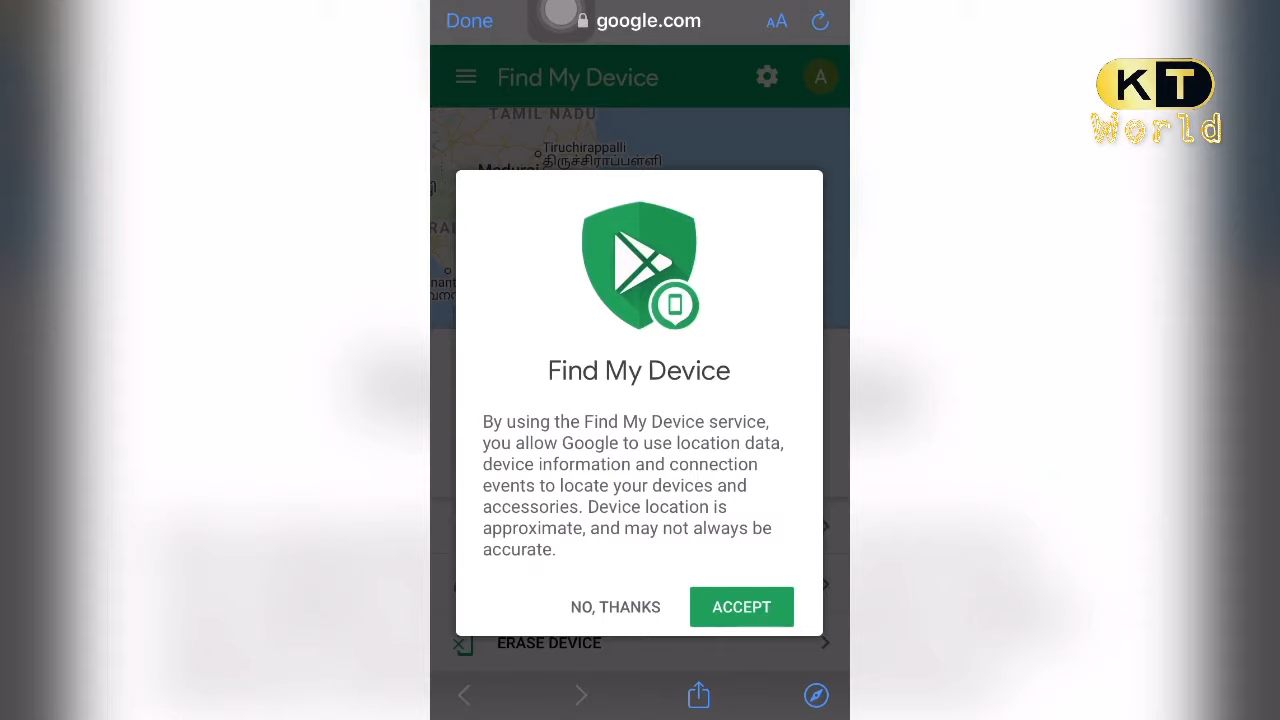 Done
google.com
AA
Find My Device
A
KT
World
TAMIL NADU
Tiruchirappalli
திருச்சிராப்பள்ளி
Madurai
Find My Device
By using the Find My Device service,
you allow Google to use location data,
device information and connection
events to locate your devices and
accessories. Device location is
approximate, and may not always be
accurate.
NO, THANKS
ACCEPT
ERASE DEVICE